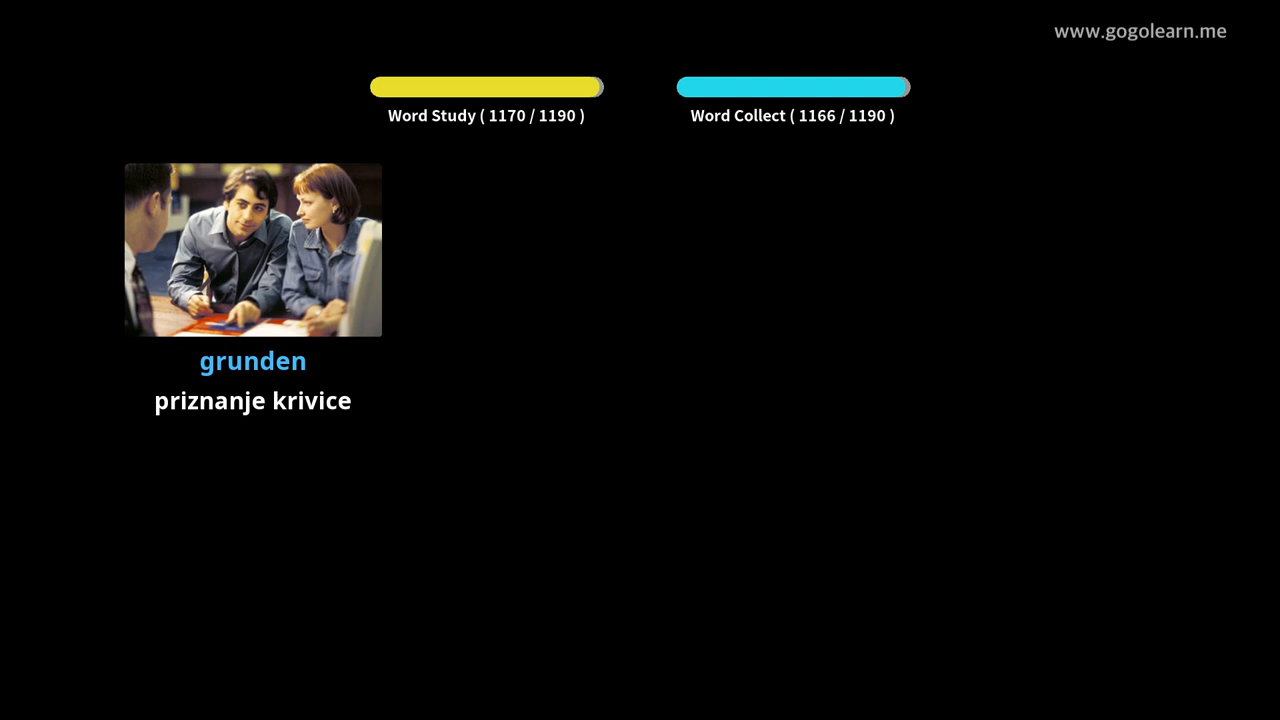 www.gogolearn.me
Word Study ( 1170 / 1190 )
Word Collect ( 1166 / 1190 )
grunden
priznanje krivice